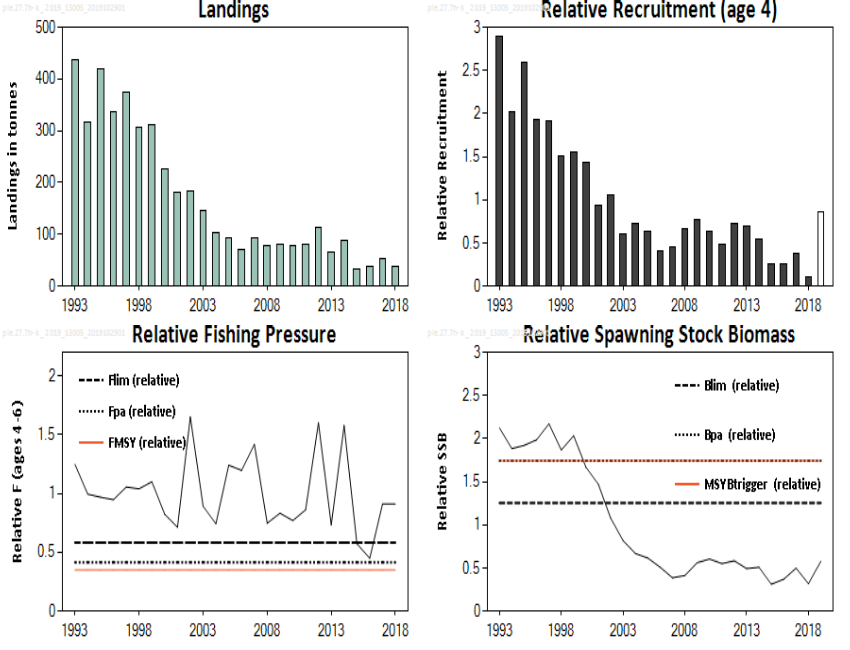 Landings
500
400
300
200
100
0
Landings in tonnes
1993 1998 2003 2008 2013 2018
Relative Recruitment (age 4)
3
2.5
2
1.5
1
0.5
0
Relative Recruitment
1993 1998 2003 2008 2013 2018
Relative Fishing Pressure
2
1.5
1
0.5
0
Relative F (ages 4-6)
Flim (relative)
Fpa (relative)
FMSY (relative)
1993 1998 2003 2008 2013 2018
Relative Spawning Stock Biomass
3
2.5
2
1.5
1
0.5
0
Relative SSB
Blim (relative)
Bpa (relative)
MSYBtrigger (relative)
1993 1998 2003 2008 2013 2018